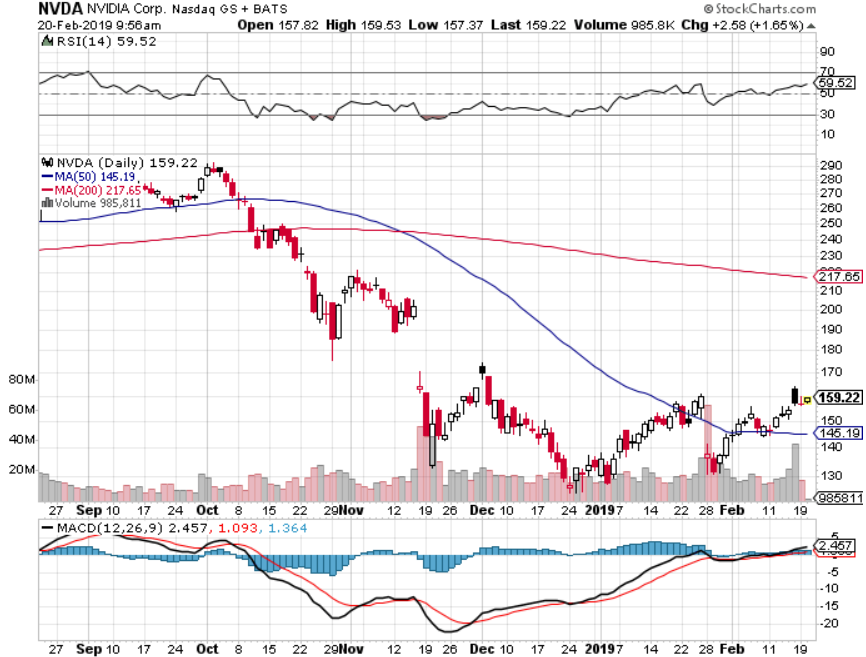 NVDA NVIDIA Corp. Nasdaq GS + BATS © StockCharts.com
20-Feb-2019 9:56am Open 157.82 High 159.53 Low 157.37 Last 159.22 Volume 985.8K Chg +2.58 (+1.65%)
RSI(14) 59.52
90
70
59.52
50
30
10
NVDA (Daily) 159.22
MA(50) 145.19
MA(200) 217.65
Volume 985,811
290
280
270
260
250
240
230
217.65
210
200
190
180
170
159.22
150
145.19
140
130
985811
80M
60M
40M
20M
27 Sep 10 17 24 Oct 8 15 22 29 Nov 12 19 26 Dec 10 17 24 2019 7 14 22 28 Feb 11 19
MACD(12,26,9) 2.457, 1.093, 1.364
5
2.457
-5
-10
-15
-20
27 Sep 10 17 24 Oct 8 15 22 29 Nov 12 19 26 Dec 10 17 24 2019 7 14 22 28 Feb 11 19